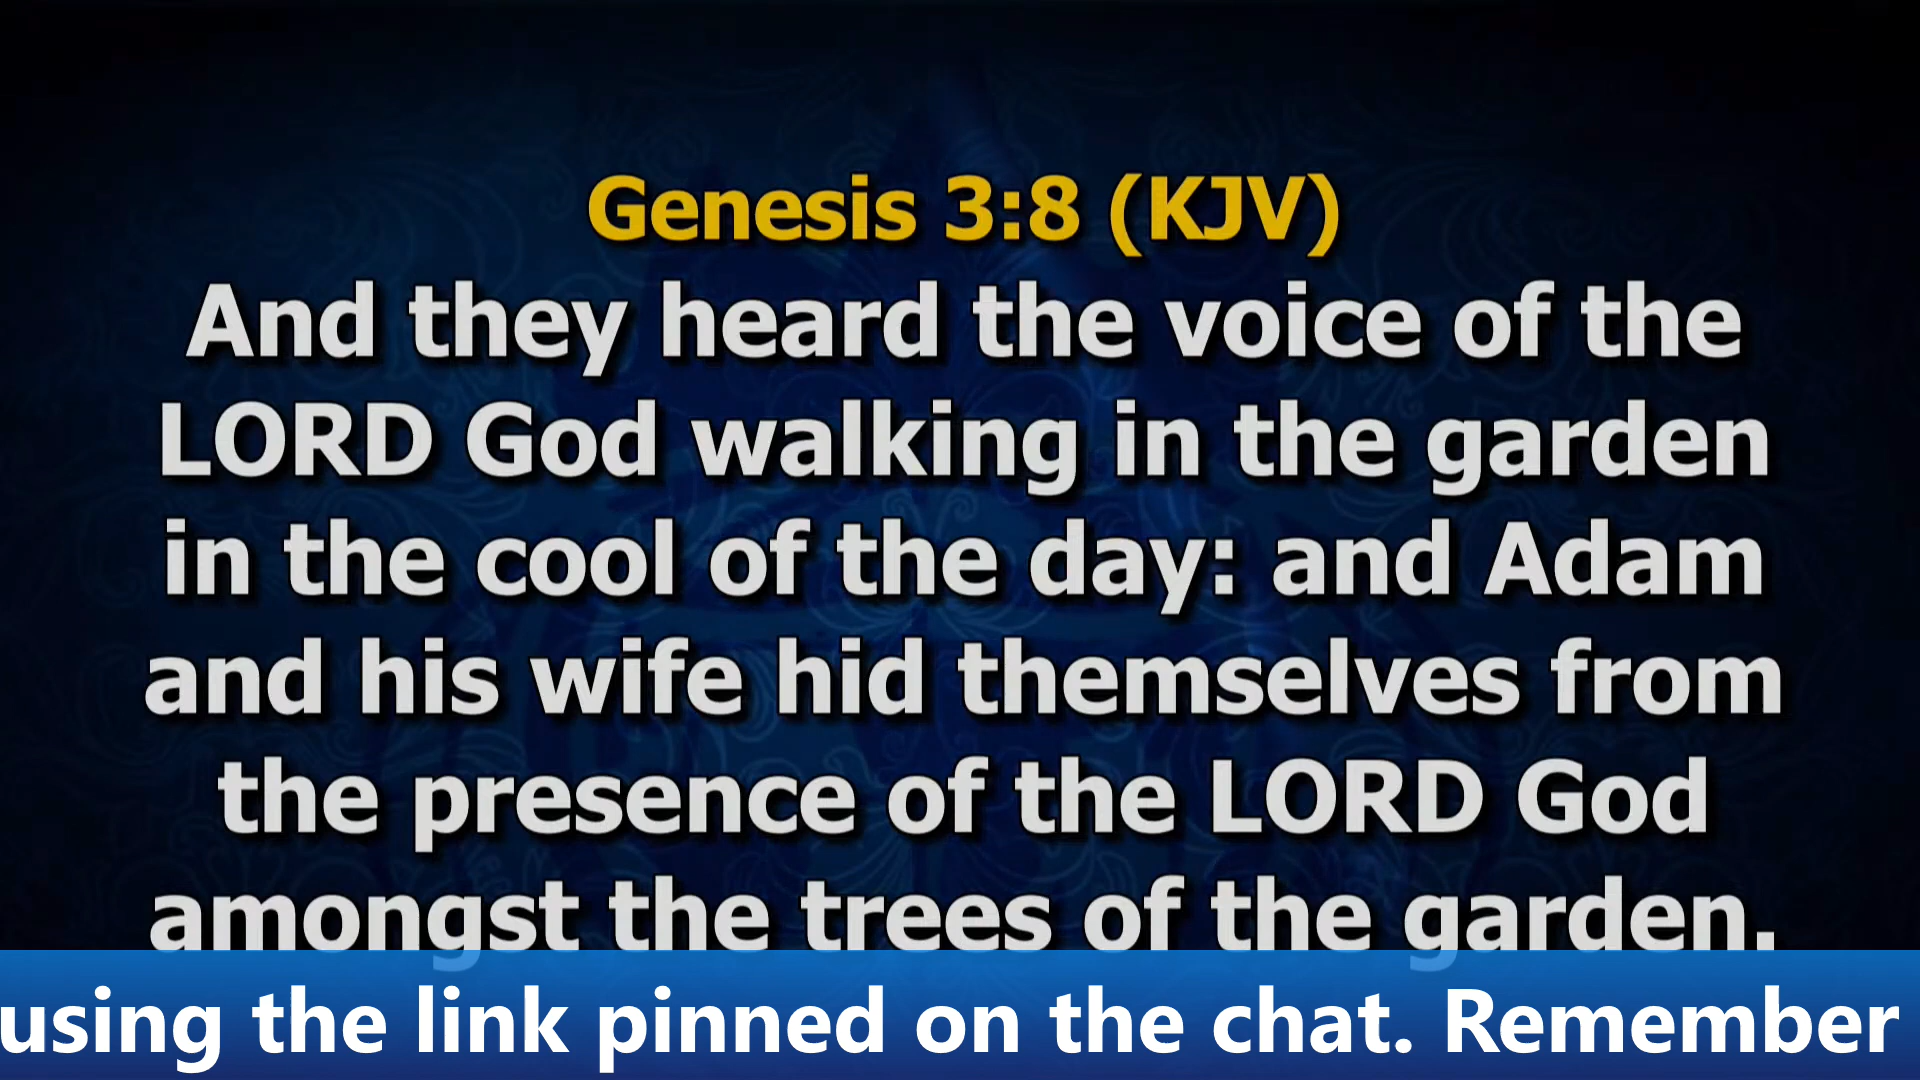 Genesis 3:8 (KJV)
And they heard the voice of the
LORD God walking in the garden
in the cool of the day: and Adam
and his wife hid themselves from
the presence of the LORD God
amongst the trees of the garden.
using the link pinned on the chat. Remember